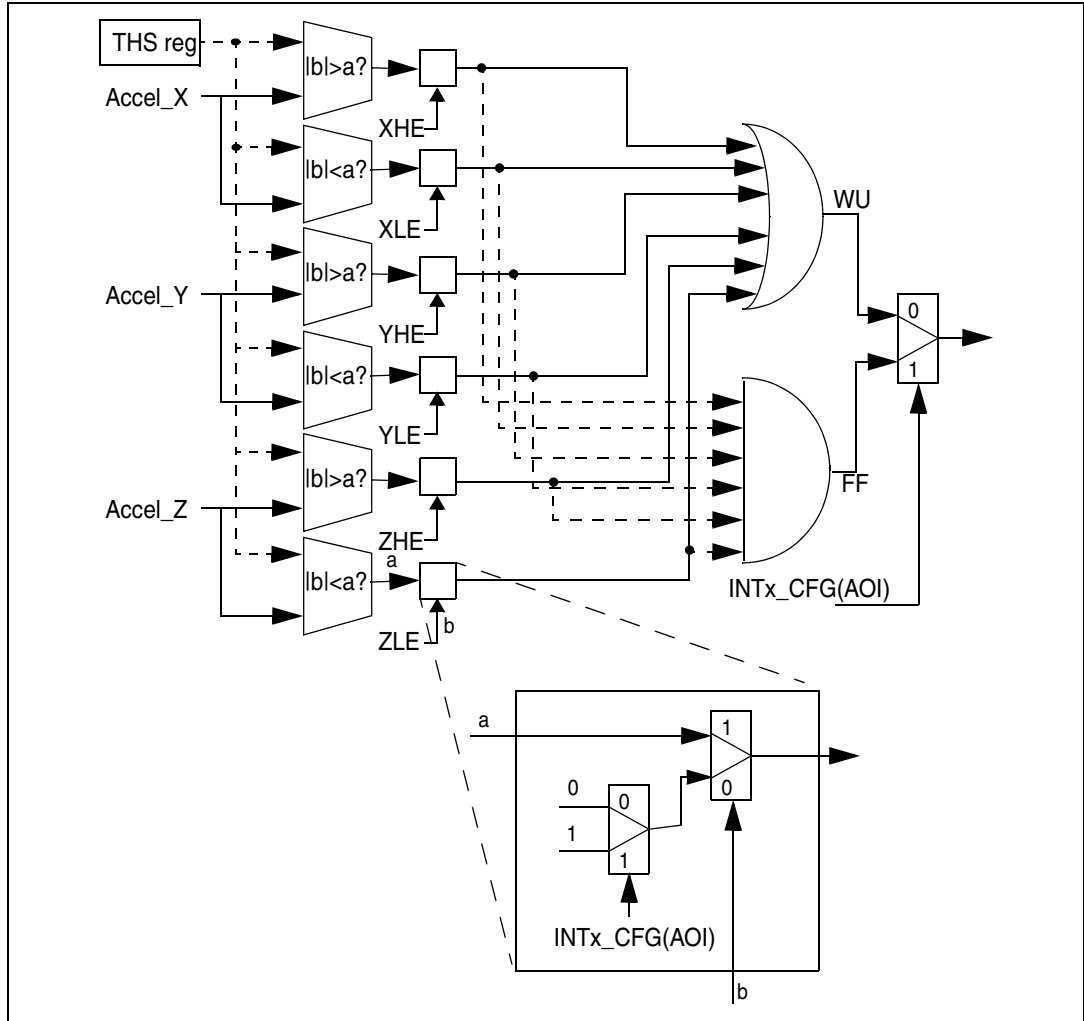 THS reg
|b|>a?
Accel_X
XHE
|b|<a?
XLE
WU
|b|>a?
Accel_Y
0
YHE
|b|<a?
1
YLE
|b|>a?
FF
Accel_Z
ZHE
a
|b|<a?
INTx_CFG(AOI)
b
ZLE
a
1
0
0
0
1
1
INTx_CFG(AOI)
b